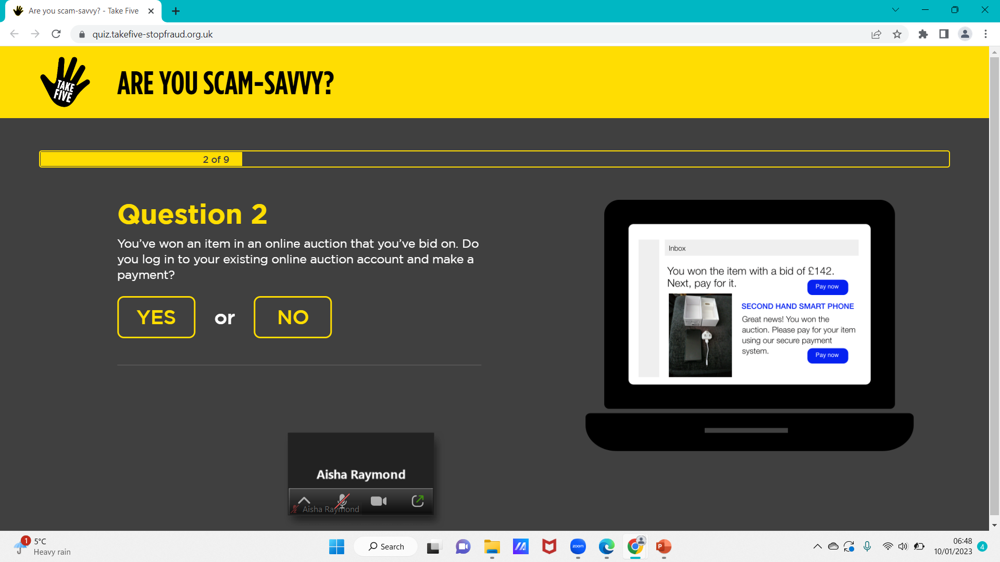 Are you scam-savvy? - Take Five
quiz.takefive-stopfraud.org.uk
TAKE
FIVE
ARE YOU SCAM-SAVVY?
2 of 9
Question 2
You've won an item in an online auction that you've bid on. Do
you log in to your existing online auction account and make a
payment?
YES or NO
Inbox
You won the item with a bid of £142.
Next, pay for it.
Pay now
SECOND HAND SMART PHONE
Great news! You won the
auction. Please pay for your item
using our secure payment
system.
Pay now
Aisha Raymond
Aisha Raymond
1
5°C
Heavy rain
Search
zoom
P
06:48
10/01/2023
4